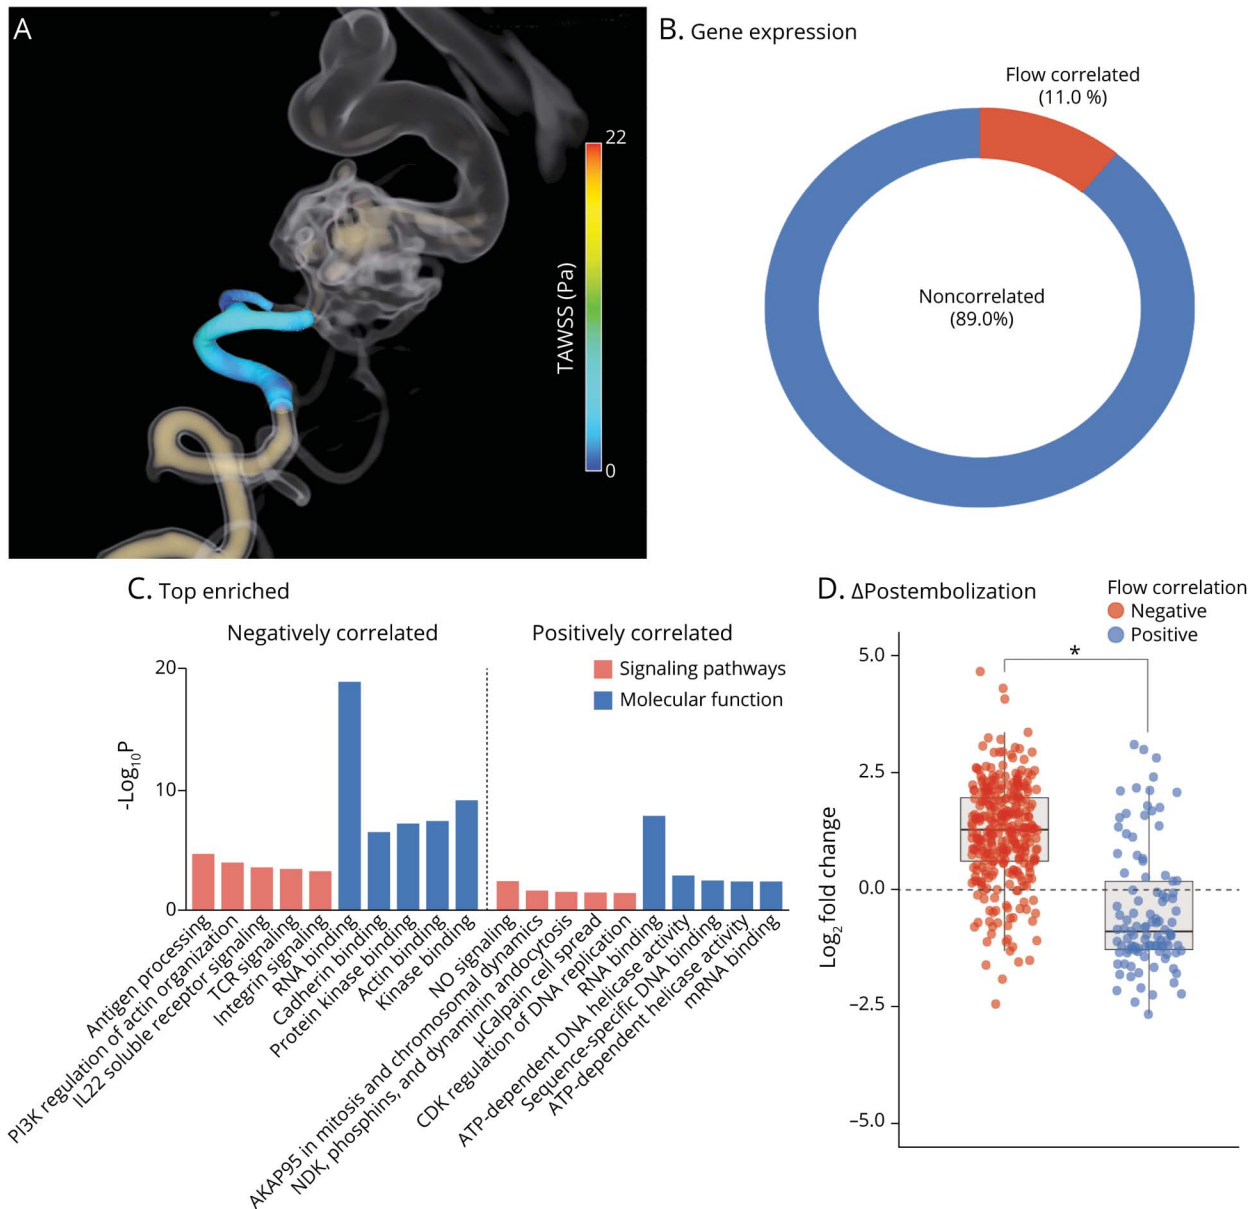 A
22
TAWSS (Pa)
0
B. Gene expression
Flow correlated
(11.0 %)
Noncorrelated
(89.0%)
C. Top enriched
Negatively correlated
Positively correlated
Signaling pathways
Molecular function
20
10
0
-Log10P
Antigen processing
PI3K regulation of actin organization
IL22 soluble receptor signaling
TCR signaling
Integrin signaling
RNA binding
Cadherin binding
Protein kinase binding
Actin binding
Kinase binding
NO signaling
AKAP95 in mitosis and chromosomal dynamics
NDK, phosphins, and dynamin andocytosis
μCalpain cell spread
CDK regulation of DNA replication
RNA binding
ATP-dependent DNA helicase activity
Sequence-specific DNA binding
ATP-dependent helicase activity
mRNA binding
D. ΔPostembolization
Flow correlation
Negative
Positive
*
5.0
2.5
0.0
–2.5
–5.0
Log2 fold change